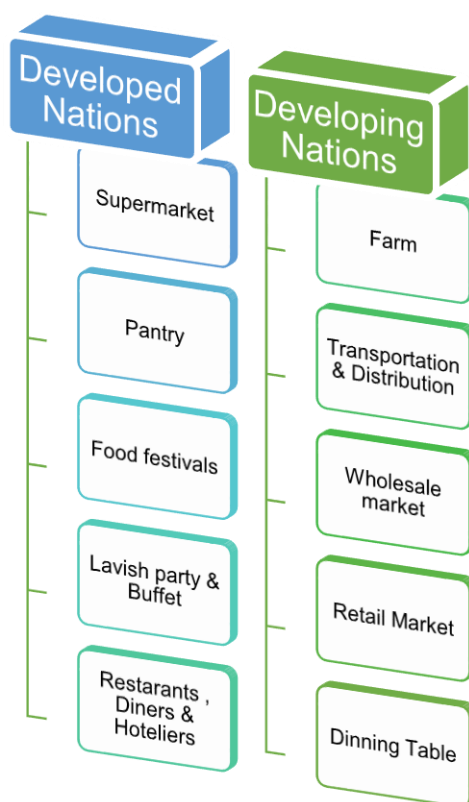 Developed
Nations
Supermarket
Pantry
Food festivals
Lavish party &
Buffet
Restarants ,
Diners &
Hoteliers
Developing
Nations
Farm
Transportation
& Distribution
Wholesale
market
Retail Market
Dinning Table